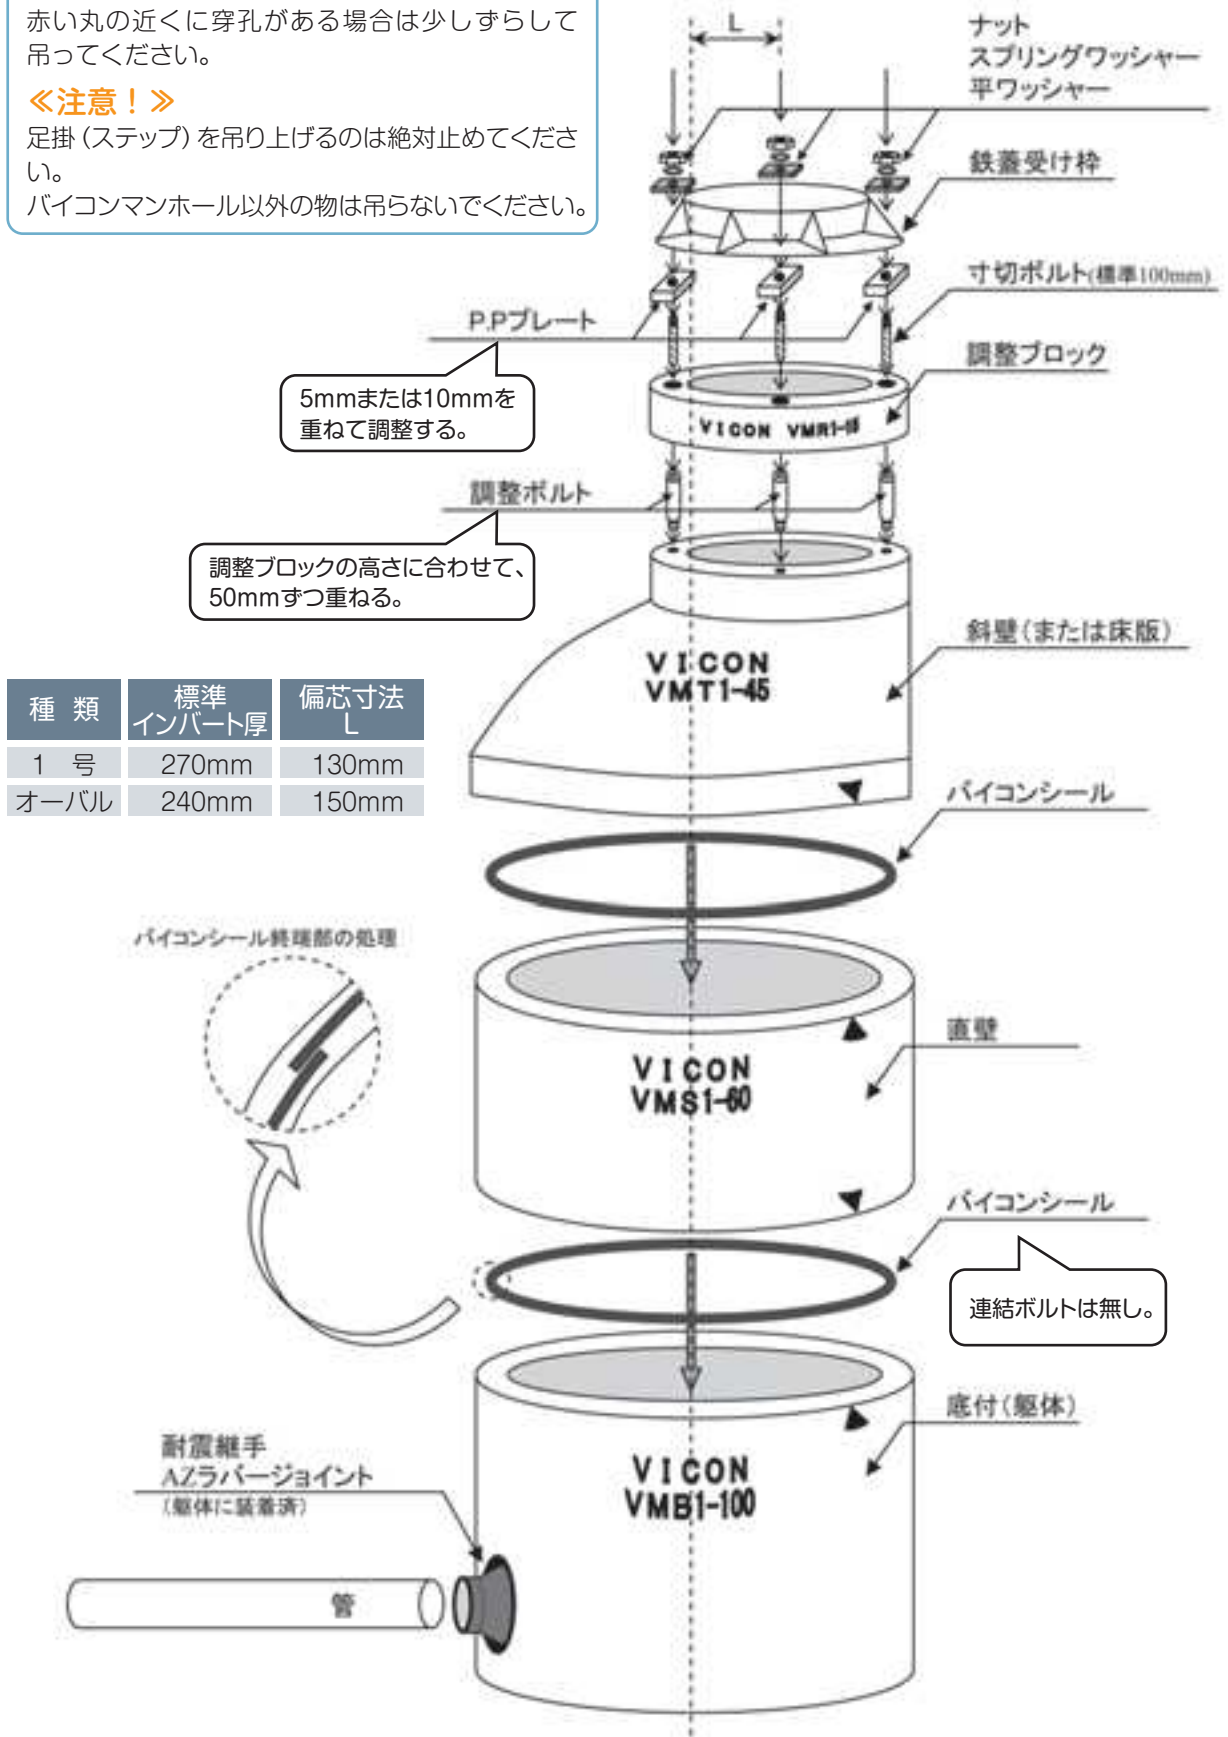 赤い丸の近くに穿孔がある場合は少しずらして
吊ってください。
≪注意！≫
足掛（ステップ）を吊り上げるのは絶対止めてくださ
い。
バイコンマンホール以外の物は吊らないでください。
L
ナット
スプリングワッシャー
平ワッシャー
鉄蓋受け枠
寸切ボルト(標準100mm)
P.Pプレート
調整ブロック
5mmまたは10mmを
重ねて調整する。
VICON VMR1-15
調整ボルト
調整ブロックの高さに合わせて、
50mmずつ重ねる。
斜壁(または床版)
VICON
VMT1-45
種 類 標準インバート厚 偏芯寸法L
1 号 270mm 130mm
オーバル 240mm 150mm
バイコンシール
バイコンシール終端部の処理
直壁
VICON
VMS1-60
バイコンシール
連結ボルトは無し。
底付(躯体)
耐震継手
AZラバージョイント
(躯体に装着済)
VICON
VMB1-100
管